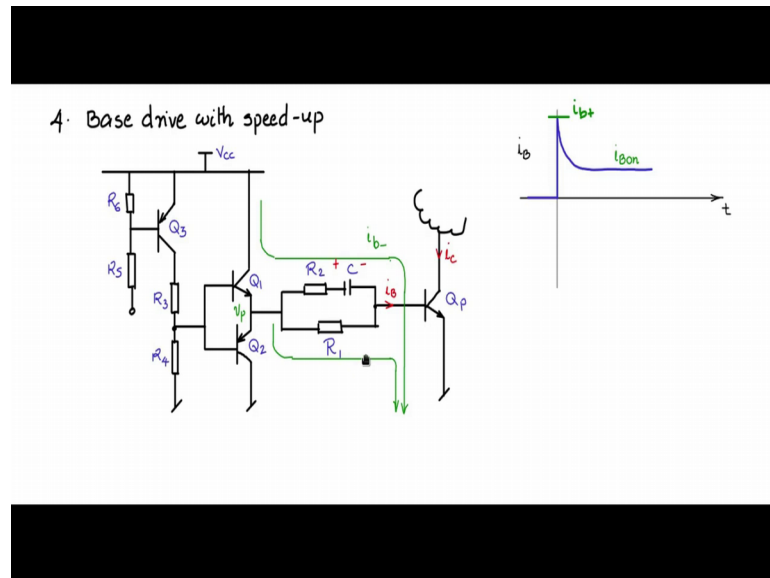 4. Base drive with speed-up
Vcc
R6
Q3
R5
R3
R4
Q1
Vp
Q2
R2 + C -
R1
ib-
iB
ic
Qp
ib+
iB
iBon
t